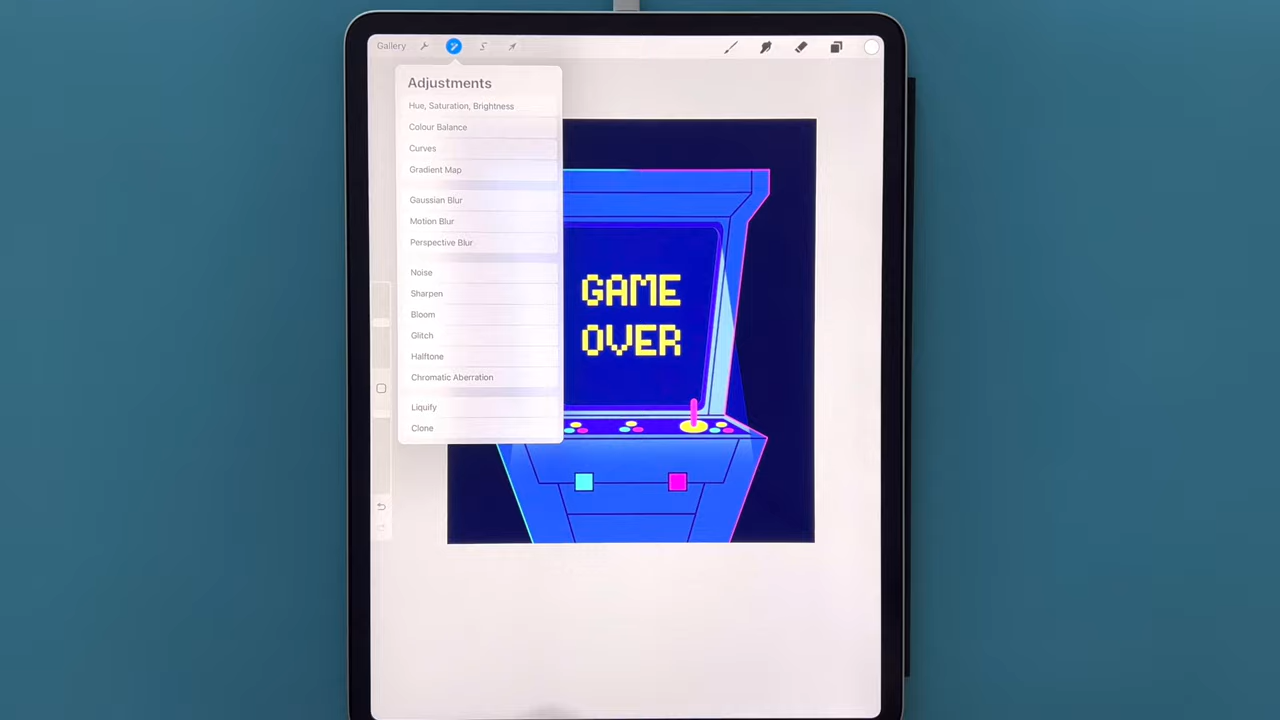 Gallery
Adjustments
Hue, Saturation, Brightness
Colour Balance
Curves
Gradient Map
Gaussian Blur
Motion Blur
Perspective Blur
Noise
Sharpen
Bloom
Glitch
Halftone
Chromatic Aberration
Liquify
Clone
GAME
OVER